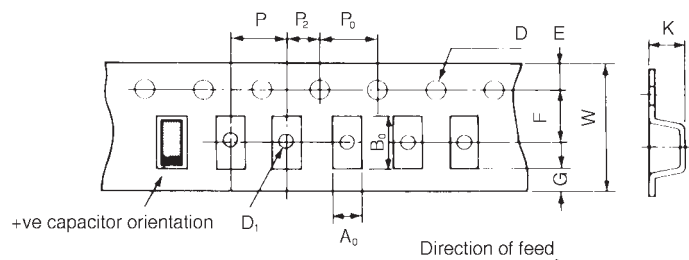 P P₂ P₀ D E K
F W
B₀
G
+ve capacitor orientation D₁
A₀
Direction of feed